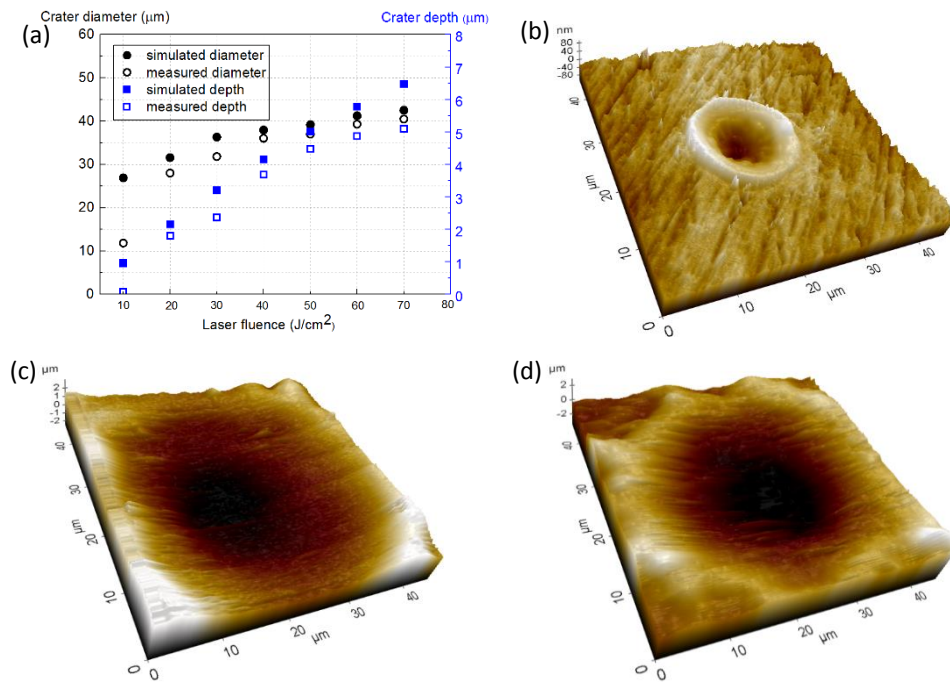 Crater diameter (μm)
Crater depth (μm)
(a)
60
50
40
30
20
10
0
simulated diameter
measured diameter
simulated depth
measured depth
8
7
6
5
4
3
2
1
0
10 20 30 40 50 60 70 80
Laser fluence (J/cm2)
(b)
nm
80
40
0
-40
-80
40
30
20
μm
10
0
0
10
20
30
40
μm
(c)
μm
2
1
0
-1
-2
40
30
20
μm
10
0
0
10
20
30
40
μm
(d)
μm
2
0
-2
40
30
20
μm
10
0
0
10
20
30
40
μm